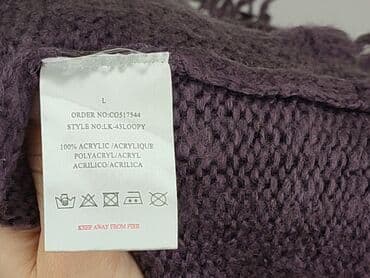 L
ORDER NO:CO517544
STYLE NO:LK-43LOOPY
100% ACRYLIC /ACRYLIQUE
POLYACRYL/ACRYL
ACRILICO/ACRILICA
KEEP AWAY FROM FIRE